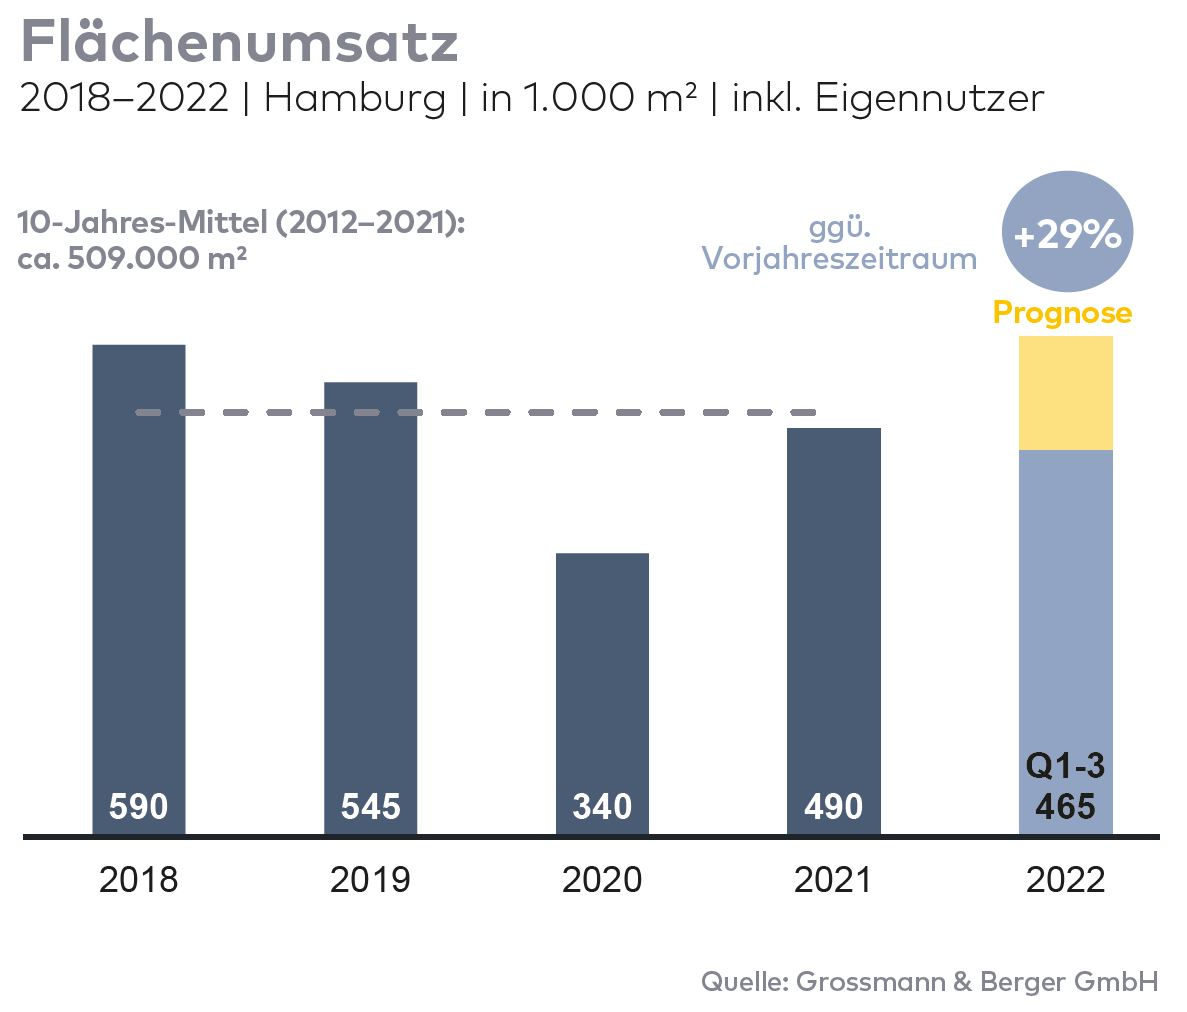 Flächenumsatz
2018–2022 | Hamburg | in 1.000 m² | inkl. Eigennutzer
10-Jahres-Mittel (2012–2021):
ca. 509.000 m²
ggü.
Vorjahreszeitraum
+29%
Prognose
590
545
340
490
Q1-3
465
2018
2019
2020
2021
2022
Quelle: Grossmann & Berger GmbH